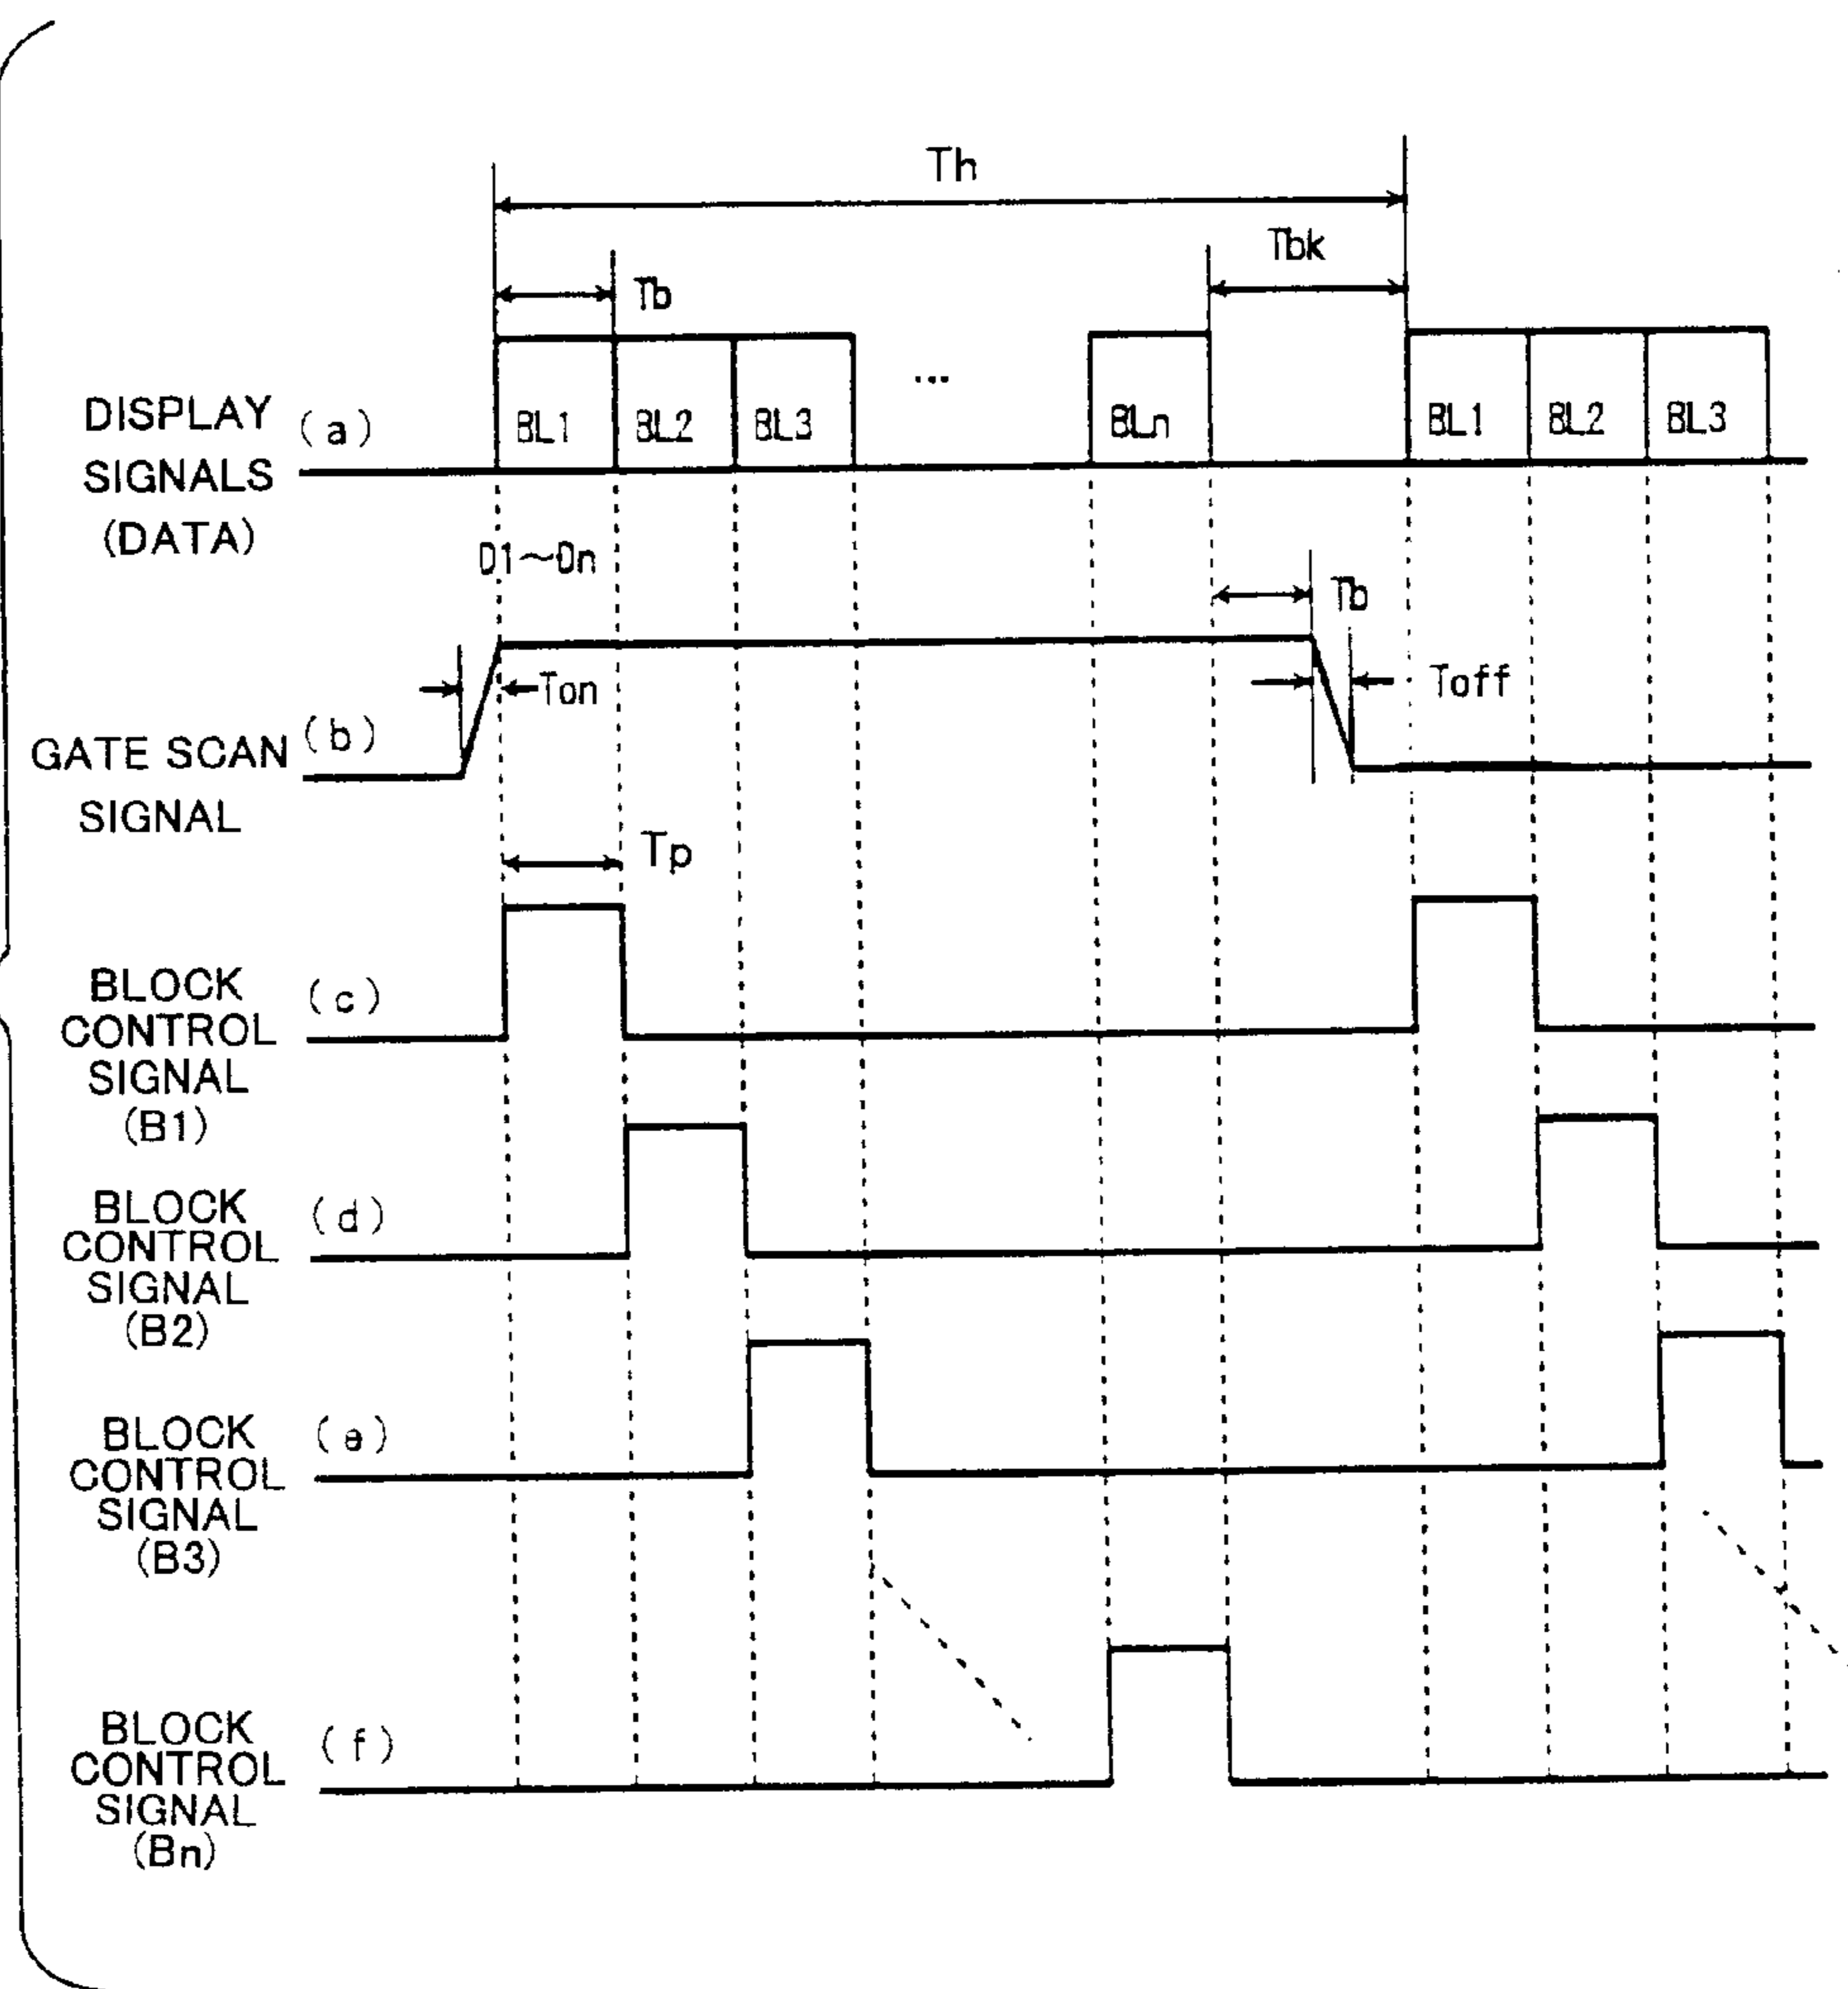 Th
Tbk
Tb
DISPLAY
SIGNALS
(DATA)
(a)
BL1 BL2 BL3 ... BLn BL1 BL2 BL3
D1~Dn
Tb
Ton
Toff
GATE SCAN
SIGNAL
(b)
Tp
BLOCK
CONTROL
SIGNAL
(B1)
(c)
BLOCK
CONTROL
SIGNAL
(B2)
(d)
BLOCK
CONTROL
SIGNAL
(B3)
(e)
BLOCK
CONTROL
SIGNAL
(Bn)
(f)